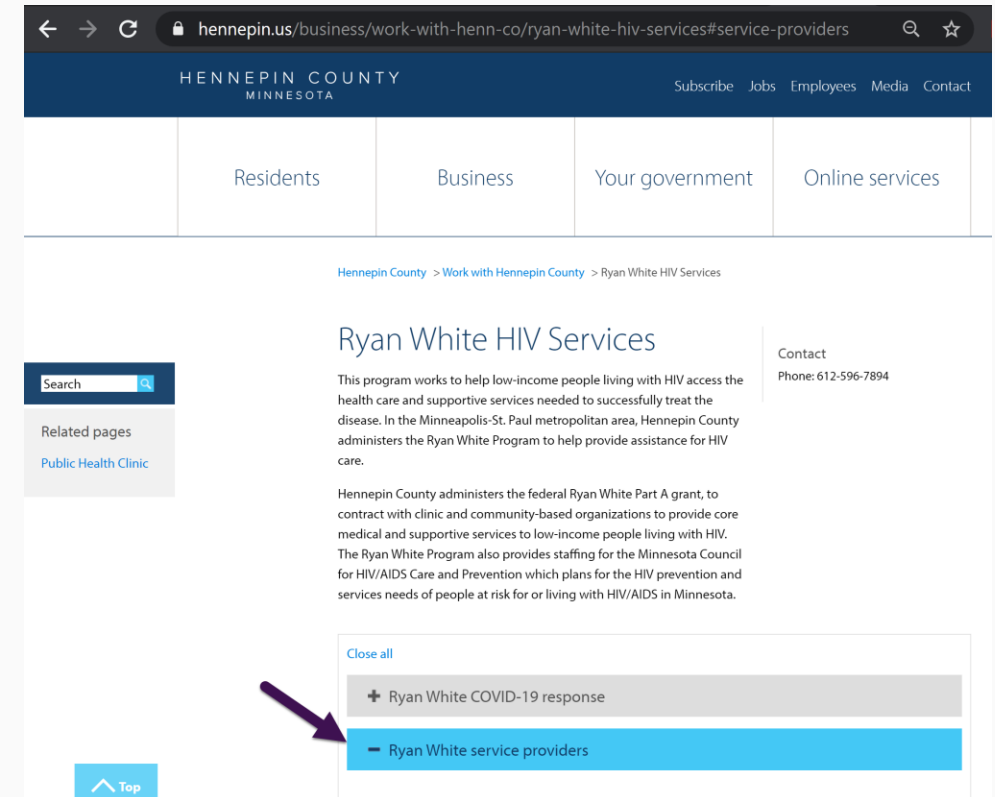 hennepin.us/business/work-with-henn-co/ryan-white-hiv-services#service-providers
HENNEPIN COUNTY
MINNESOTA
Subscribe Jobs Employees Media Contact
Residents Business Your government Online services
Hennepin County > Work with Hennepin County > Ryan White HIV Services
Ryan White HIV Services
Contact
Phone: 612-596-7894
Search
Related pages
Public Health Clinic
This program works to help low-income people living with HIV access the
health care and supportive services needed to successfully treat the
disease. In the Minneapolis-St. Paul metropolitan area, Hennepin County
administers the Ryan White Program to help provide assistance for HIV
care.
Hennepin County administers the federal Ryan White Part A grant, to
contract with clinic and community-based organizations to provide core
medical and supportive services to low-income people living with HIV.
The Ryan White Program also provides staffing for the Minnesota Council
for HIV/AIDS Care and Prevention which plans for the HIV prevention and
services needs of people at risk for or living with HIV/AIDS in Minnesota.
Close all
+ Ryan White COVID-19 response
– Ryan White service providers
Top